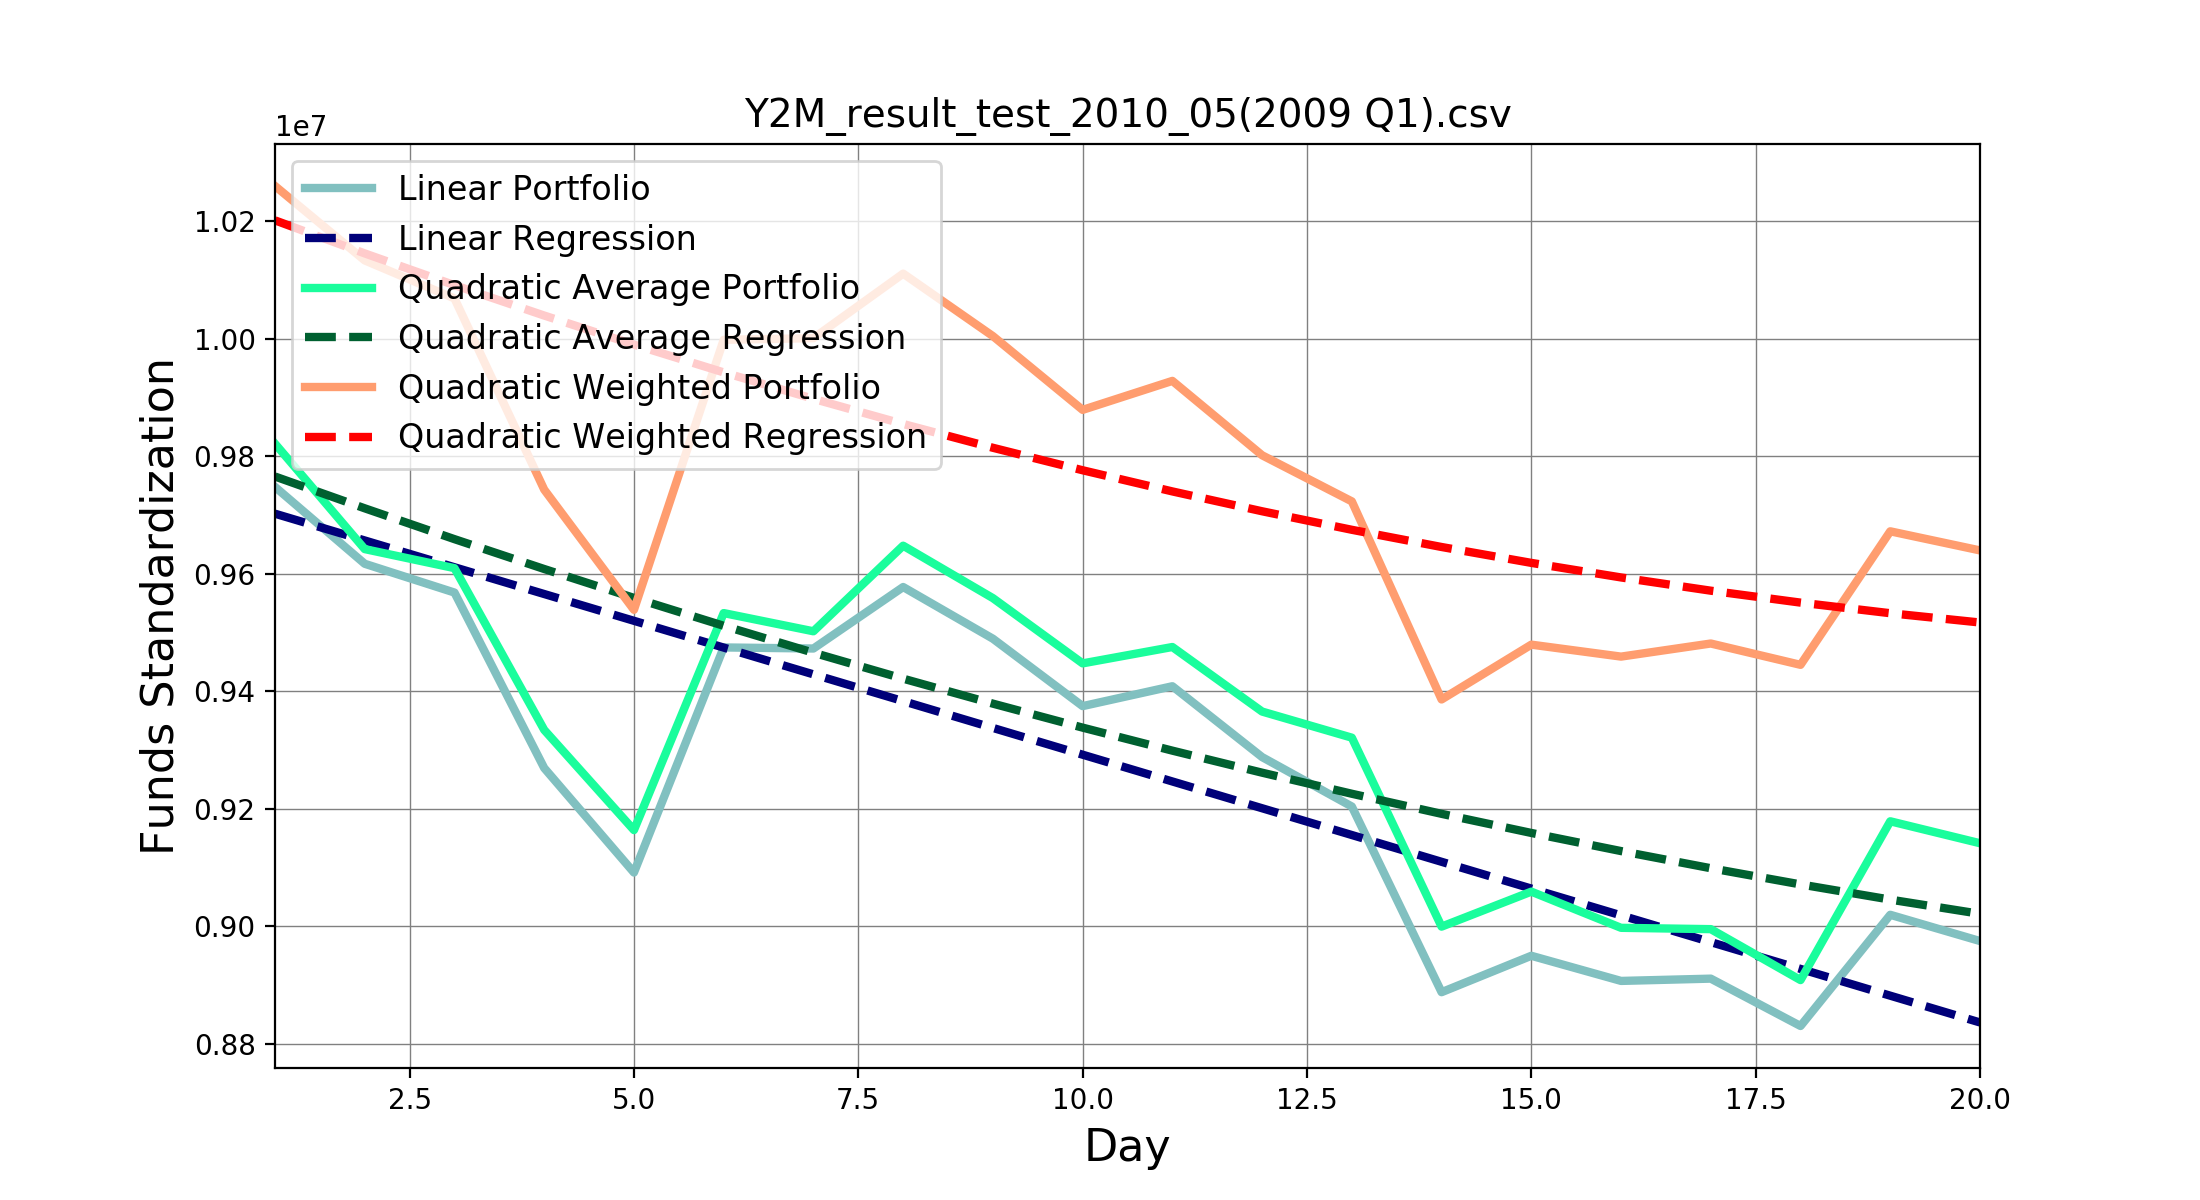 Y2M_result_test_2010_05(2009 Q1).csv
1e7
Linear Portfolio
Linear Regression
Quadratic Average Portfolio
Quadratic Average Regression
Quadratic Weighted Portfolio
Quadratic Weighted Regression
1.02
1.00
0.98
0.96
0.94
0.92
0.90
0.88
Funds Standardization
2.5 5.0 7.5 10.0 12.5 15.0 17.5 20.0
Day